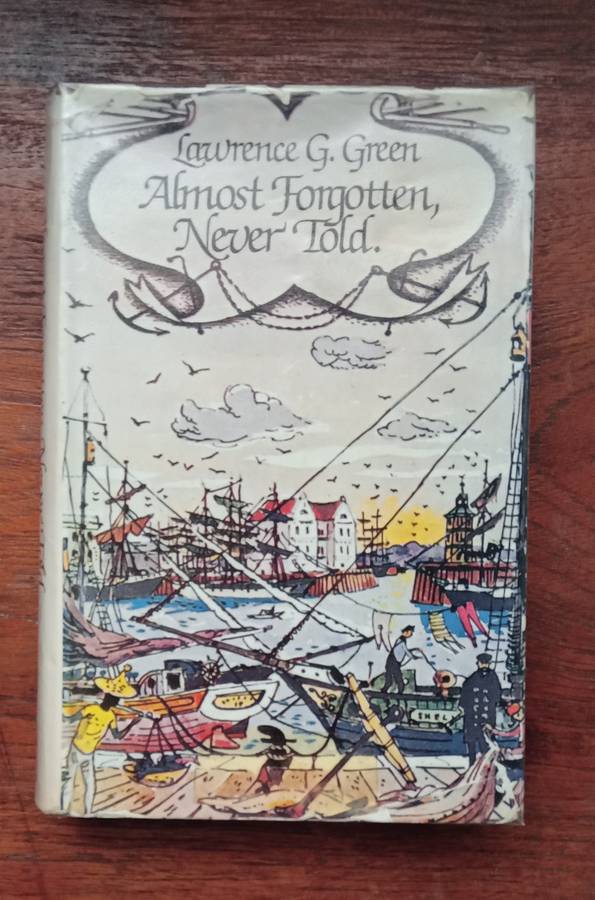 Lawrence G. Green
Almost Forgotten,
Never Told.